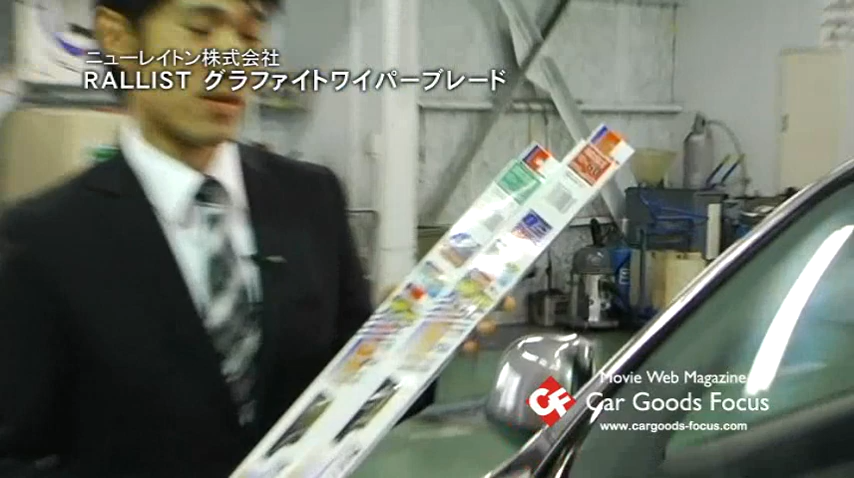 ニューレイトン株式会社
RALLIST グラファイトワイパーブレード
Movie Web Magazine
CF Car Goods Focus
www.cargoods-focus.com